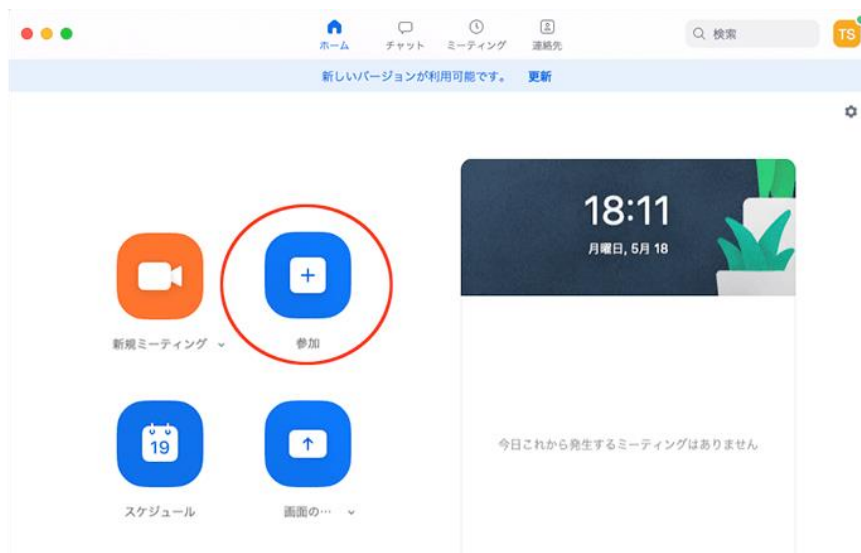 ホーム
チャット
ミーティング
連絡先
検索
TS
新しいバージョンが利用可能です。 更新
18:11
月曜日, 5月 18
新規ミーティング
参加
今日これから発生するミーティングはありません
19
スケジュール
画面の…